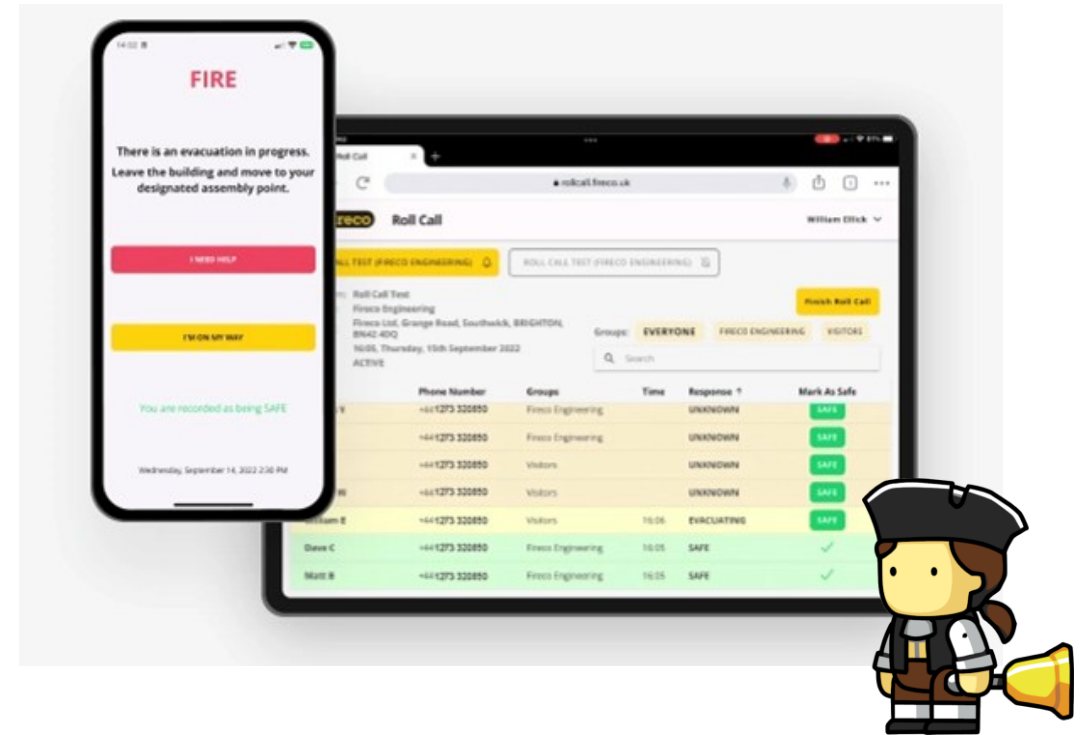 14:02
FIRE
There is an evacuation in progress.
Leave the building and move to your
designated assembly point.
I NEED HELP
I'M ON MY WAY
You are recorded as being SAFE
Wednesday, September 14, 2022 2:30 PM
Roll Call
rollcall.fireco.uk
Roll Call
William Ellick
TEST (FIRECO ENGINEERING)
ROLL CALL TEST (FIRECO ENGINEERING)
Roll Call Test
Finish Roll Call
Fireco Engineering
Fireco Ltd, Grange Road, Southwick, BRIGHTON,
BN42 4DQ
Groups: EVERYONE FIRECO ENGINEERING VISITORS
16:05, Thursday, 15th September 2022
ACTIVE
Search
Phone Number Groups Time Response ↑ Mark As Safe
+441273 320850 Fireco Engineering UNKNOWN SAFE
+441273 320850 Fireco Engineering UNKNOWN SAFE
+441273 320850 Visitors UNKNOWN SAFE
+441273 320850 Visitors UNKNOWN SAFE
William E +441273 320850 Visitors 16:06 EVACUATING SAFE
Dave C +441273 320850 Fireco Engineering 16:05 SAFE
Matt B +441273 320850 Fireco Engineering 16:05 SAFE